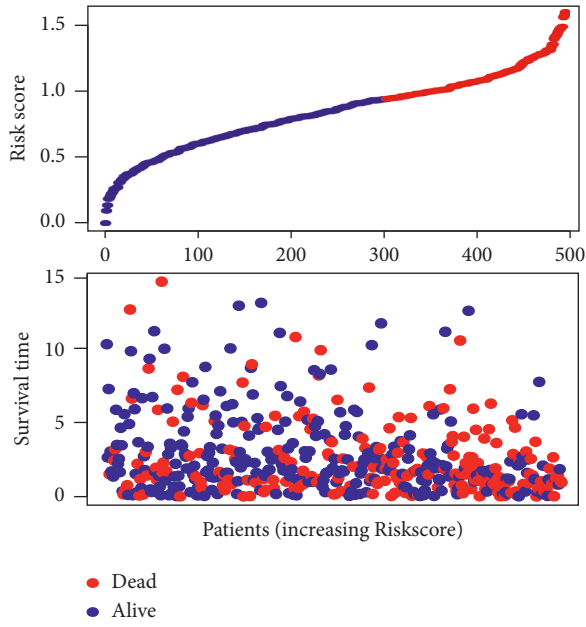 1.5
1.0
0.5
0.0
Risk score
0 100 200 300 400 500
15
10
5
0
Survival time
Patients (increasing Riskscore)
Dead
Alive